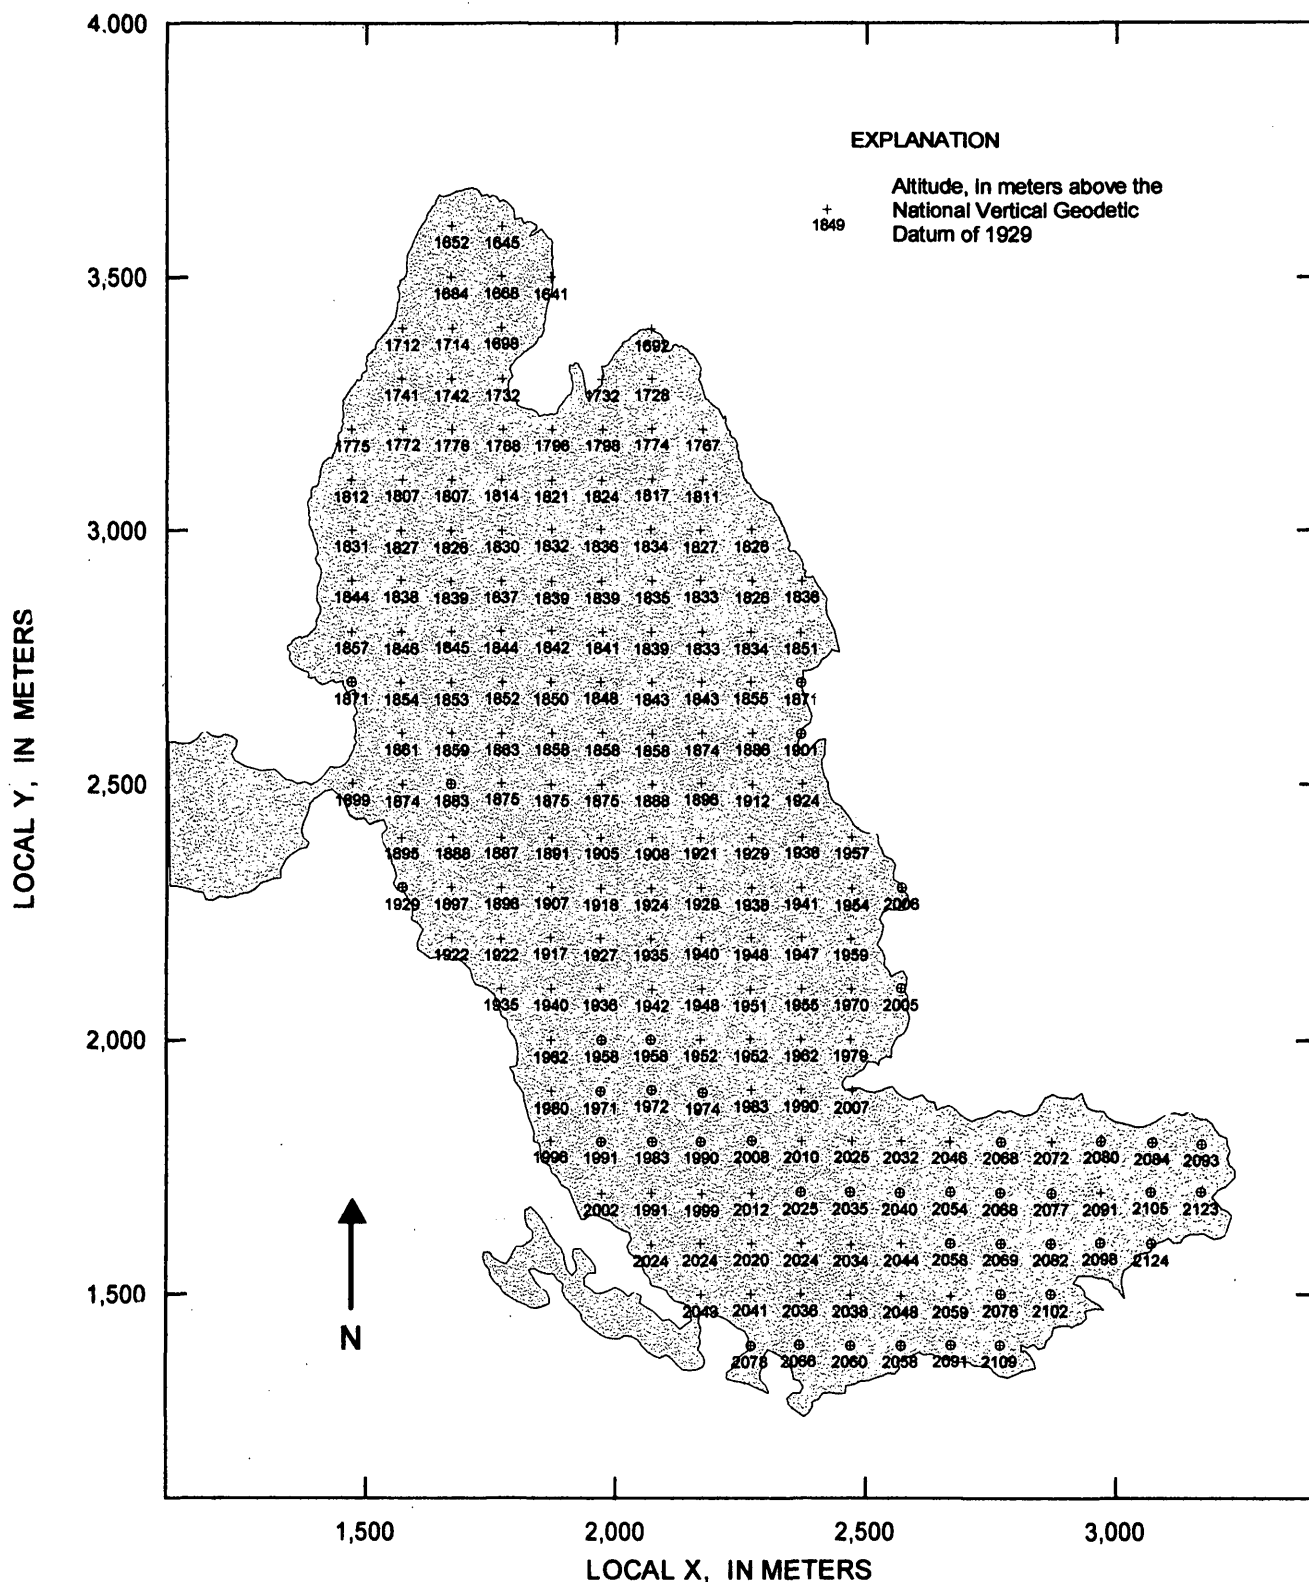 4.000
EXPLANATION
Altitude, in meters above the
1849
National Vertical Geodetic
Datum of 1929
1652 1645
3,500
1684 1668 1641
1712 1714 1698 1692
1741 1742 1732 1732 1728
1775 1772 1778 1788 1796 1798 1774 1767
1812 1807 1807 1814 1821 1824 1817 1811
3,000
1831 1827 1826 1830 1832 1836 1834 1827 1826
1844 1838 1839 1837 1839 1839 1835 1833 1828 1836
1857 1846 1845 1844 1842 1841 1839 1833 1834 1851
1871 1854 1853 1852 1850 1848 1843 1843 1855 1871
1861 1859 1863 1858 1858 1858 1874 1886 1901
2,500
1899 1874 1883 1875 1875 1875 1888 1898 1912 1924
1895 1888 1887 1891 1905 1908 1921 1929 1938 1957
1929 1897 1898 1907 1918 1924 1929 1938 1941 1954 2006
1922 1922 1917 1927 1935 1940 1948 1947 1959
1935 1940 1936 1942 1948 1951 1955 1970 2005
2,000
1962 1958 1958 1952 1952 1962 1979
1980 1971 1972 1974 1983 1990 2007
1996 1991 1983 1990 2008 2010 2025 2032 2046 2068 2072 2080 2084 2093
2002 1991 1999 2012 2025 2035 2040 2054 2068 2077 2091 2105 2123
2024 2024 2020 2024 2034 2044 2058 2069 2082 2098 2124
1,500
2049 2041 2036 2038 2048 2059 2076 2102
N
2078 2066 2060 2058 2091 2109
LOCAL Y, IN METERS
1,500 2,000 2,500 3,000
LOCAL X, IN METERS